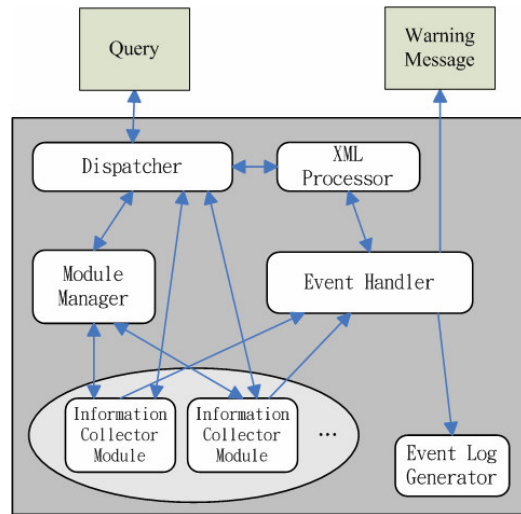 Query
Warning
Message
Dispatcher
XML
Processor
Module
Manager
Event Handler
Information
Collector
Module
Information
Collector
Module
...
Event Log
Generator